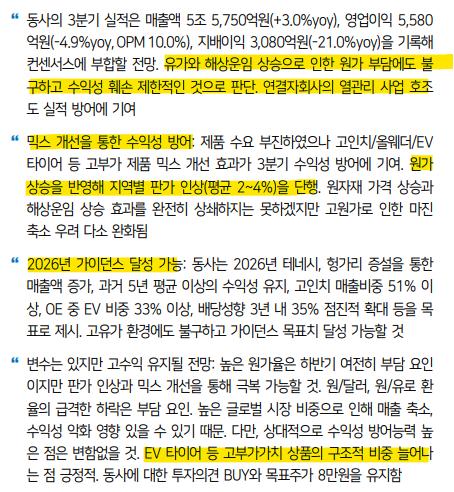 “ 동사의 3분기 실적은 매출액 5조 5,750억원(+3.0%yoy), 영업이익 5,580
억원(-4.9%yoy, OPM 10.0%), 지배이익 3,080억원(-21.0%yoy)을 기록해
컨센서스에 부합할 전망. 유가와 해상운임 상승으로 인한 원가 부담에도 불
구하고 수익성 훼손 제한적인 것으로 판단. 연결자회사의 열관리 사업 호조
도 실적 방어에 기여
“ 믹스 개선을 통한 수익성 방어: 제품 수요 부진하였으나 고인치/올웨더/EV
타이어 등 고부가 제품 믹스 개선 효과가 3분기 수익성 방어에 기여. 원가
상승을 반영해 지역별 판가 인상(평균 2~4%)을 단행. 원자재 가격 상승과
해상운임 상승 효과를 완전히 상쇄하지는 못하겠지만 고원가로 인한 마진
축소 우려 다소 완화됨
“ 2026년 가이던스 달성 가능: 동사는 2026년 테네시, 헝가리 증설을 통한
매출액 증가, 과거 5년 평균 이상의 수익성 유지, 고인치 매출비중 51% 이
상, OE 중 EV 비중 33% 이상, 배당성향 3년 내 35% 점진적 확대 등을 목
표로 제시. 고유가 환경에도 불구하고 가이던스 목표치 달성 가능할 것
“ 변수는 있지만 고수익 유지될 전망: 높은 원가율은 하반기 여전히 부담 요인
이지만 판가 인상과 믹스 개선을 통해 극복 가능할 것. 원/달러, 원/유로 환
율의 급격한 하락은 부담 요인. 높은 글로벌 시장 비중으로 인해 매출 축소,
수익성 악화 영향 있을 수 있기 때문. 다만, 상대적으로 수익성 방어능력 높
은 점은 변함없을 것. EV 타이어 등 고부가가치 상품의 구조적 비중 늘어나
는 점 긍정적. 동사에 대한 투자의견 BUY와 목표주가 8만원을 유지함